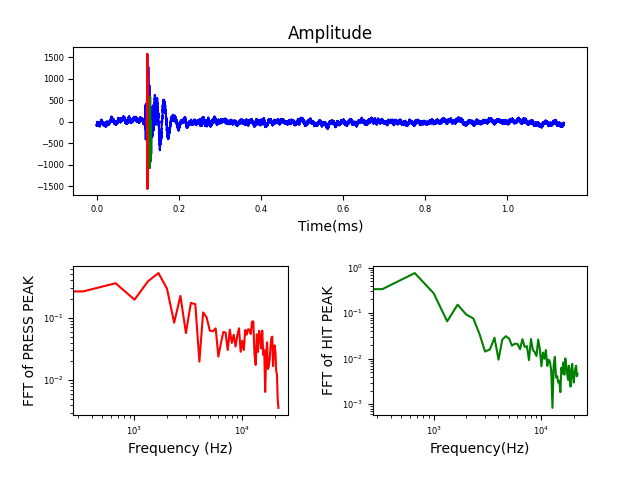 Amplitude
1500
1000
500
0
−500
−1000
−1500
0.0 0.2 0.4 0.6 0.8 1.0
Time(ms)
FFT of PRESS PEAK
10⁻¹
10⁻²
10³ 10⁴
Frequency (Hz)
FFT of HIT PEAK
10⁰
10⁻¹
10⁻²
10⁻³
10³ 10⁴
Frequency(Hz)